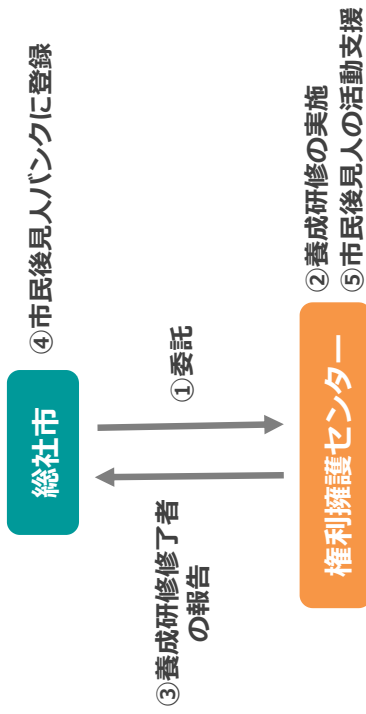 総社市
④市民後見人バンクに登録
①委託
③養成研修修了者
の報告
権利擁護センター
②養成研修の実施
⑤市民後見人の活動支援